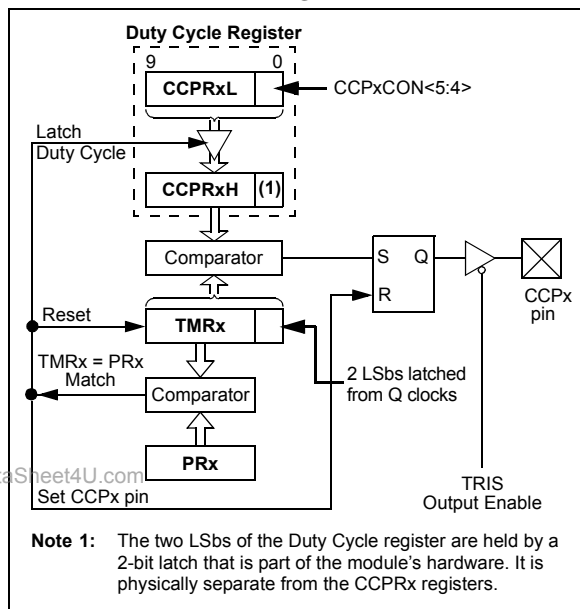 Duty Cycle Register
9 0
CCPRxL
CCPxCON<5:4>
Latch
Duty Cycle
CCPRxH (1)
Comparator
S Q
R
CCPx
pin
Reset
TMRx
TMRx = PRx
Match
2 LSbs latched
from Q clocks
Comparator
PRx
aSheet4U.com
Set CCPx pin
TRIS
Output Enable
Note 1: The two LSbs of the Duty Cycle register are held by a
2-bit latch that is part of the module's hardware. It is
physically separate from the CCPRx registers.